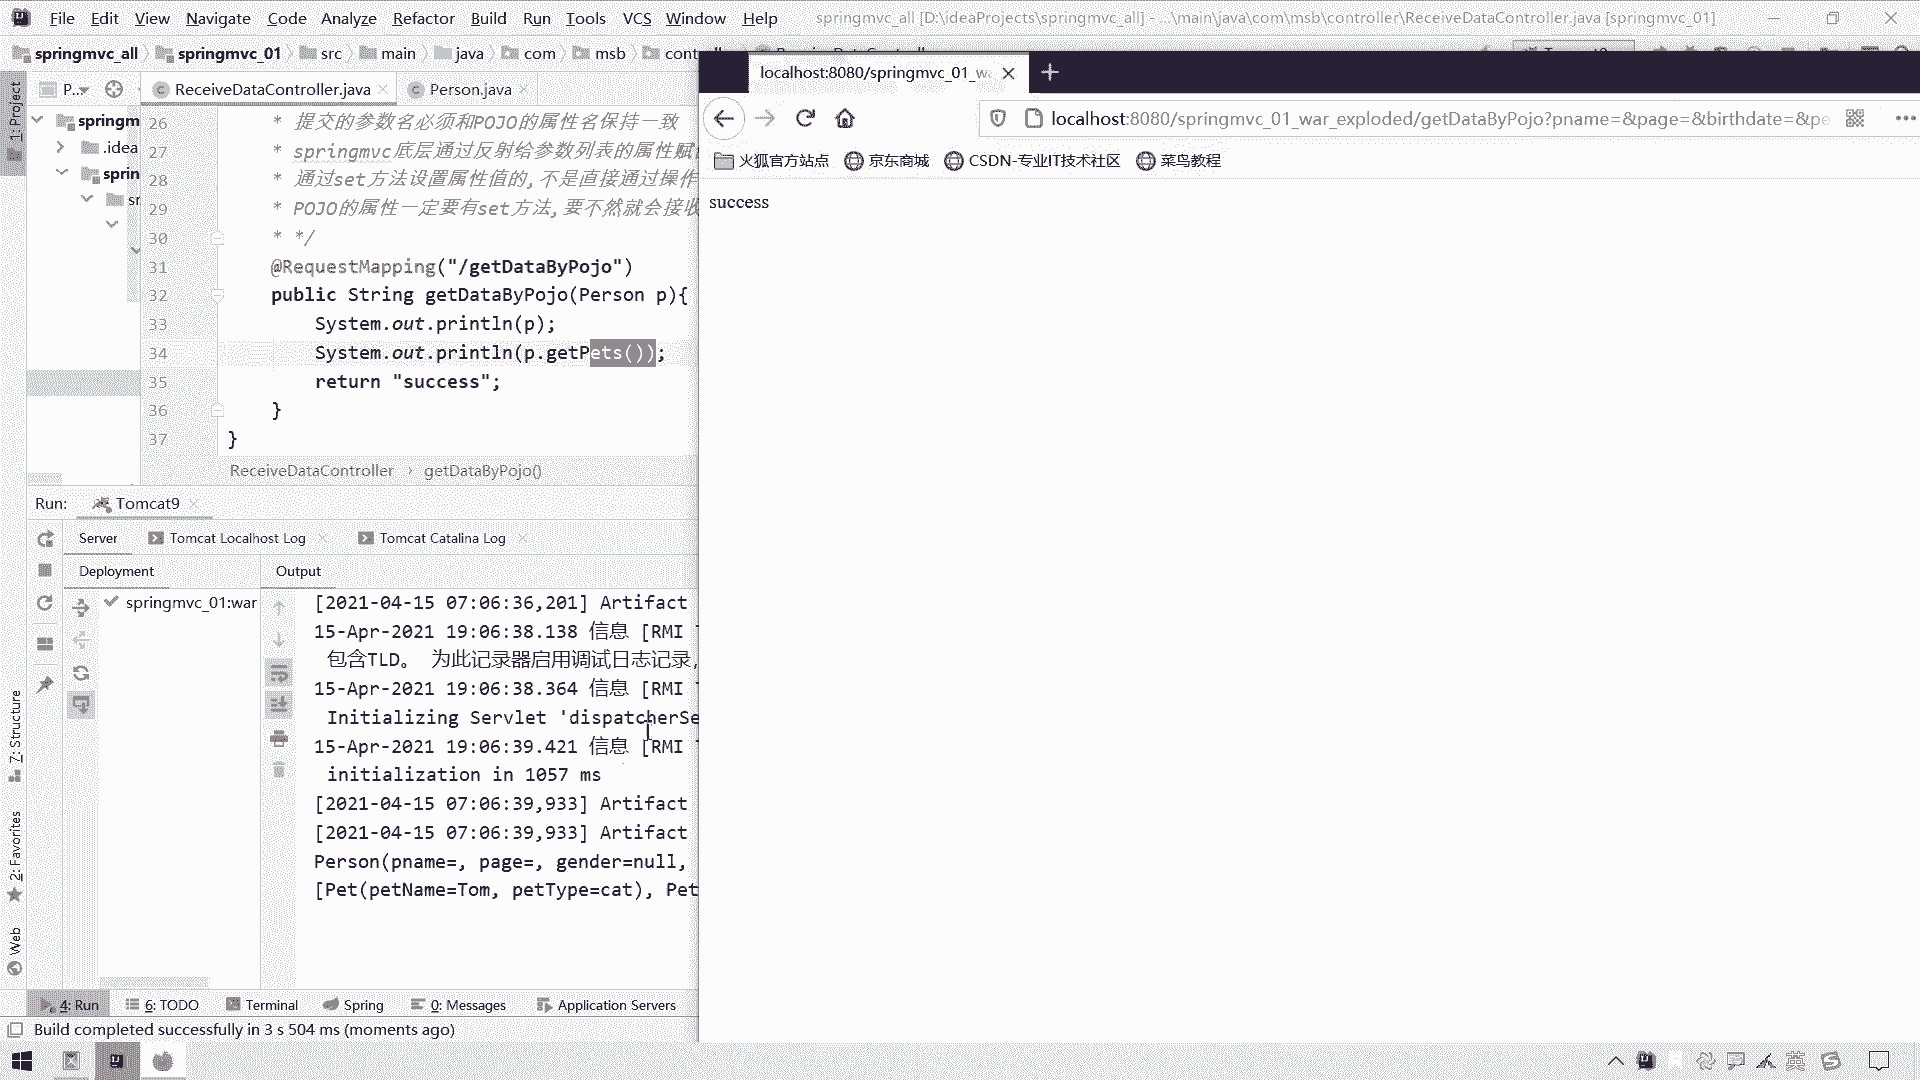 File Edit View Navigate Code Analyze Refactor Build Run Tools VCS Window Help springmvc_all [D:\ideaProjects\springmvc_all] - ...\main\java\com\msb\controller\ReceiveDataController.java [springmvc_01]
springmvc_all springmvc_01 src main java com msb
P... ReceiveDataController.java Person.java
1: Project
springm
.idea
sprin
26 * 提交的参数名必须和POJO的属性名保持一致
27 * springmvc底层通过反射给参数列表的属性赋
28 * 通过set方法设置属性值的,不是直接通过操作
29 * POJO的属性一定要有set方法,要不然就会接收
30 * */
31 @RequestMapping("/getDataByPojo")
32 public String getDataByPojo(Person p){
33 System.out.println(p);
34 System.out.println(p.getPets());
35 return "success";
36 }
37 }
ReceiveDataController › getDataByPojo()
Run: Tomcat9
Server Tomcat Localhost Log Tomcat Catalina Log
Deployment Output
springmvc_01:war
[2021-04-15 07:06:36,201] Artifact
15-Apr-2021 19:06:38.138 信息 [RMI
包含TLD。 为此记录器启用调试日志记录,
15-Apr-2021 19:06:38.364 信息 [RMI
Initializing Servlet 'dispatcherSe
15-Apr-2021 19:06:39.421 信息 [RMI
initialization in 1057 ms
[2021-04-15 07:06:39,933] Artifact
[2021-04-15 07:06:39,933] Artifact
Person(pname=, page=, gender=null,
[Pet(petName=Tom, petType=cat), Pet
7: Structure
2: Favorites
Web
4: Run 6: TODO Terminal Spring 0: Messages Application Servers
Build completed successfully in 3 s 504 ms (moments ago)
localhost:8080/springmvc_01_wa
localhost:8080/springmvc_01_war_exploded/getDataByPojo?pname=&page=&birthdate=&pe
火狐官方站点 京东商城 CSDN-专业IT技术社区 菜鸟教程
success
英